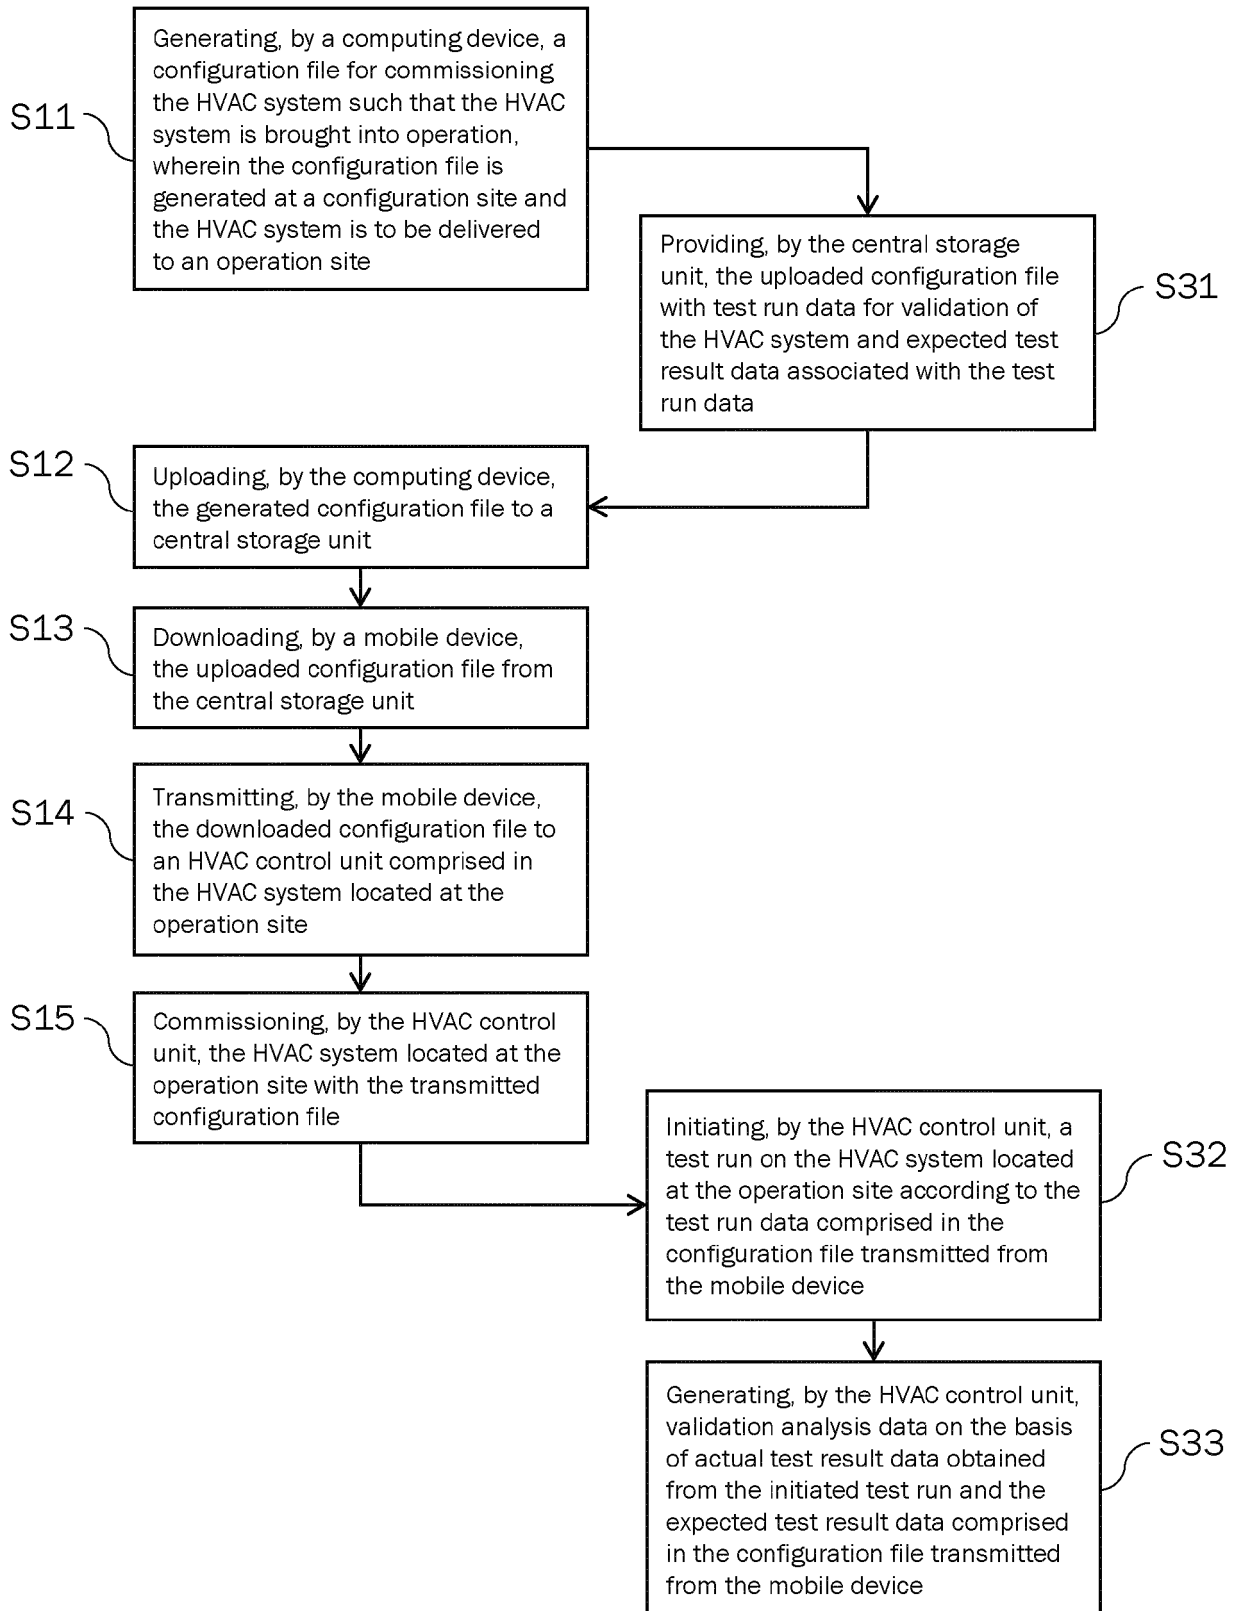 S11
Generating, by a computing device, a
configuration file for commissioning
the HVAC system such that the HVAC
system is brought into operation,
wherein the configuration file is
generated at a configuration site and
the HVAC system is to be delivered
to an operation site
S31
Providing, by the central storage
unit, the uploaded configuration file
with test run data for validation of
the HVAC system and expected test
result data associated with the test
run data
S12
Uploading, by the computing device,
the generated configuration file to a
central storage unit
S13
Downloading, by a mobile device,
the uploaded configuration file from
the central storage unit
S14
Transmitting, by the mobile device,
the downloaded configuration file to
an HVAC control unit comprised in
the HVAC system located at the
operation site
S15
Commissioning, by the HVAC control
unit, the HVAC system located at the
operation site with the transmitted
configuration file
S32
Initiating, by the HVAC control unit, a
test run on the HVAC system located
at the operation site according to the
test run data comprised in the
configuration file transmitted from
the mobile device
S33
Generating, by the HVAC control unit,
validation analysis data on the basis
of actual test result data obtained
from the initiated test run and the
expected test result data comprised
in the configuration file transmitted
from the mobile device